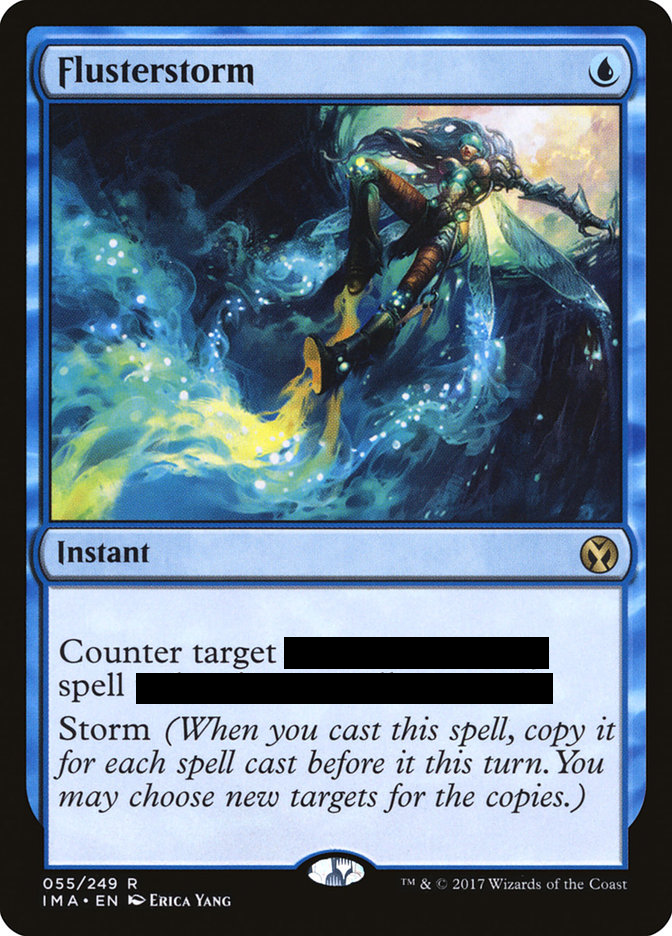 Flusterstorm
Instant
Counter target
spell
Storm (When you cast this spell, copy it
for each spell cast before it this turn. You
may choose new targets for the copies.)
055/249 R
IMA • EN Erica Yang
™ & © 2017 Wizards of the Coast